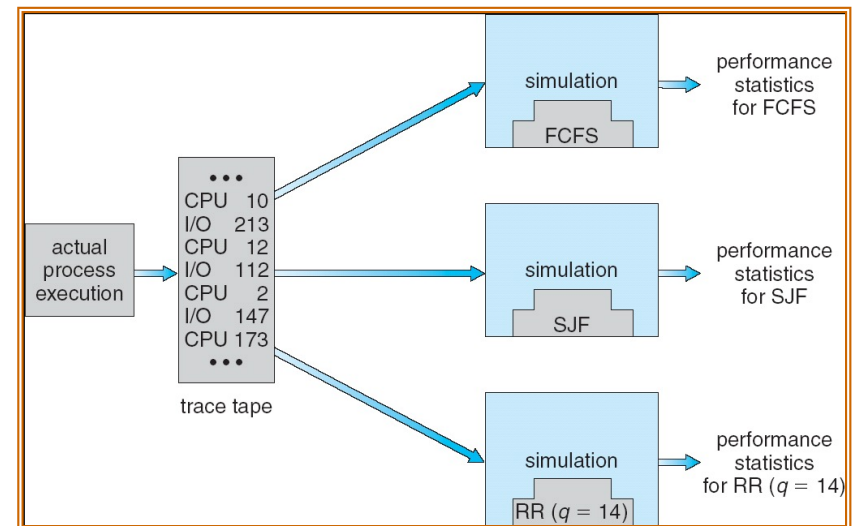 actual
process
execution
• • •
CPU 10
I/O 213
CPU 12
I/O 112
CPU 2
I/O 147
CPU 173
• • •
trace tape
simulation
FCFS
performance
statistics
for FCFS
simulation
SJF
performance
statistics
for SJF
simulation
RR (q = 14)
performance
statistics
for RR (q = 14)